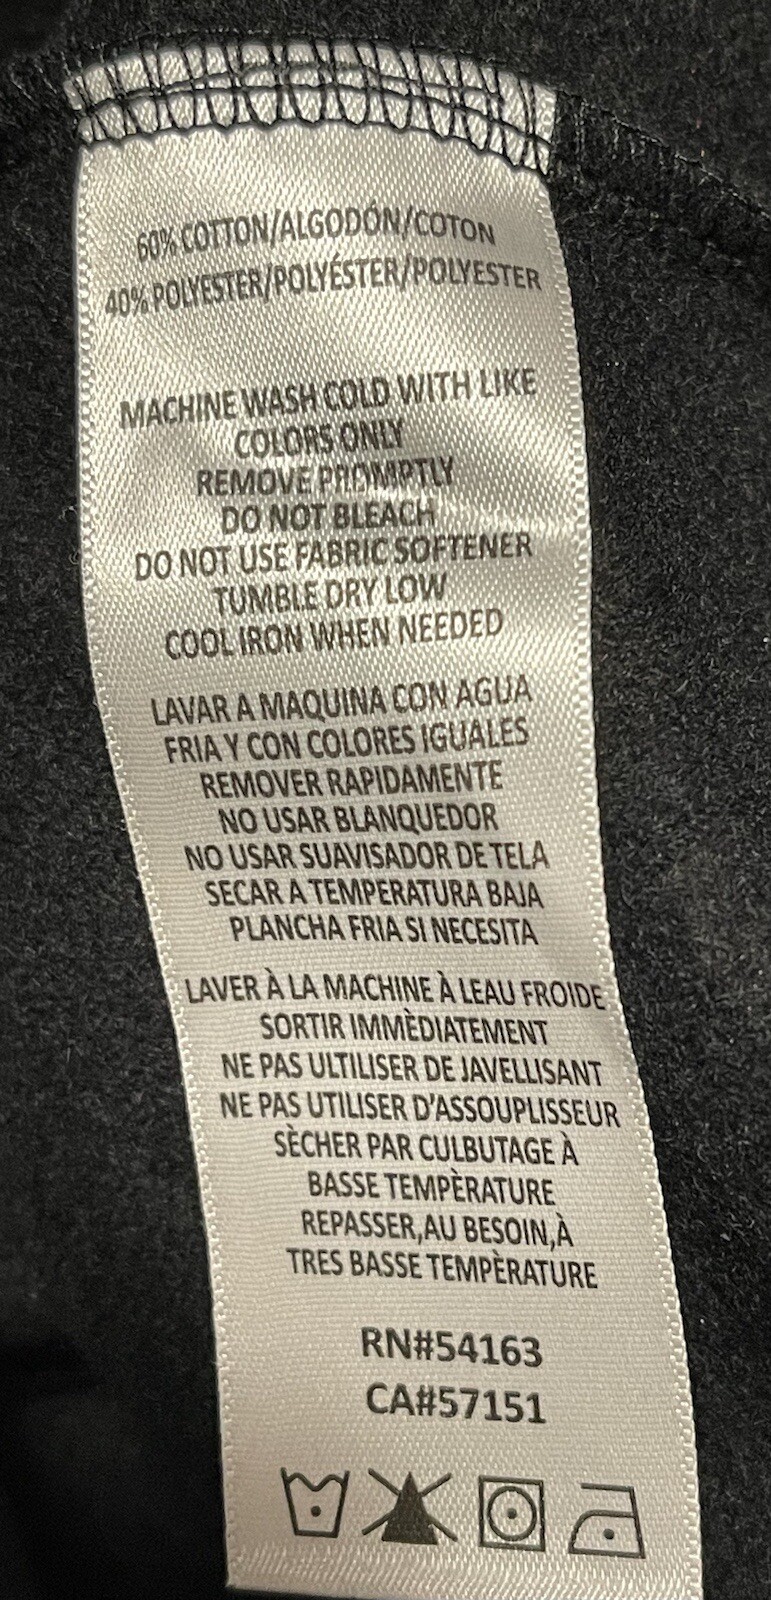 60% COTTON/ALGODÓN/COTON
40% POLYESTER/POLYÉSTER/POLYESTER
MACHINE WASH COLD WITH LIKE
COLORS ONLY
REMOVE PROMPTLY
DO NOT BLEACH
DO NOT USE FABRIC SOFTENER
TUMBLE DRY LOW
COOL IRON WHEN NEEDED
LAVAR A MAQUINA CON AGUA
FRIA Y CON COLORES IGUALES
REMOVER RAPIDAMENTE
NO USAR BLANQUEDOR
NO USAR SUAVISADOR DE TELA
SECAR A TEMPERATURA BAJA
PLANCHA FRIA SI NECESITA
LAVER À LA MACHINE À LEAU FROIDE
SORTIR IMMÈDIATEMENT
NE PAS ULTILISER DE JAVELLISANT
NE PAS UTILISER D'ASSOUPLISSEUR
SÈCHER PAR CULBUTAGE À
BASSE TEMPÈRATURE
REPASSER,AU BESOIN,À
TRES BASSE TEMPÈRATURE
RN#54163
CA#57151